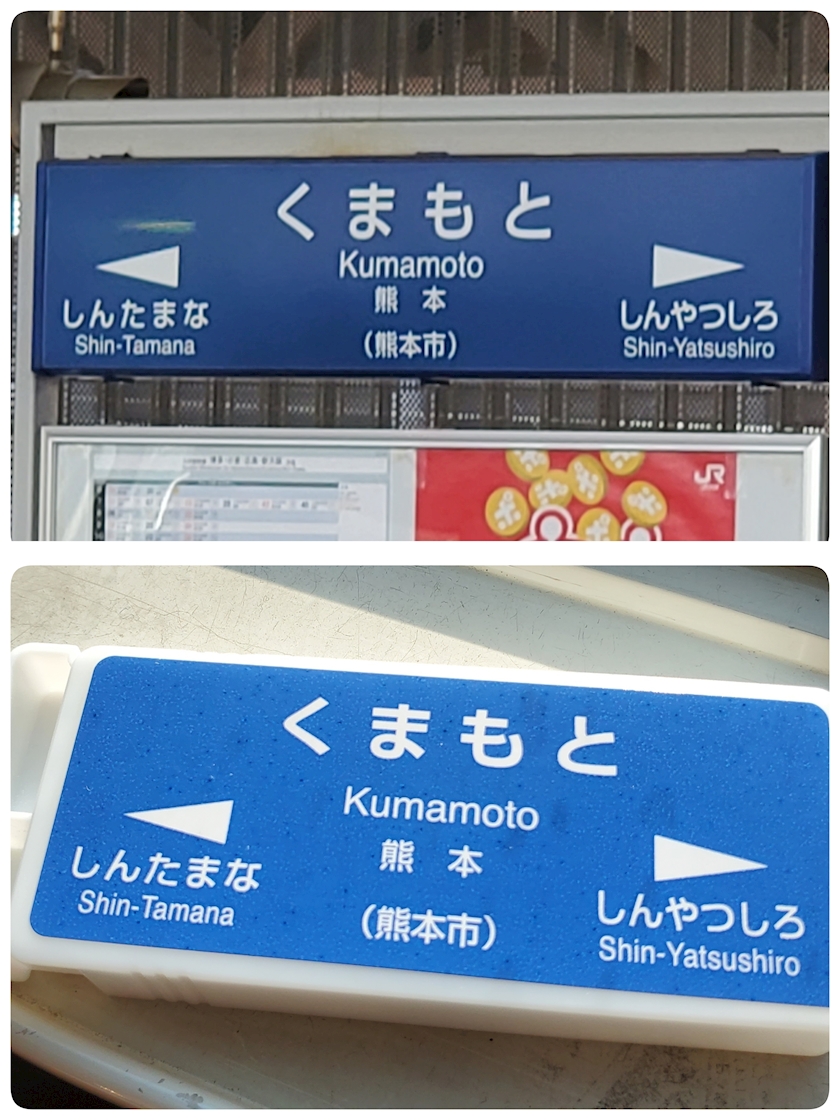 くまもと
Kumamoto
熊本
(熊本市)
しんたまな
Shin-Tamana
しんやつしろ
Shin-Yatsushiro
JR
くまもと
Kumamoto
熊本
(熊本市)
しんたまな
Shin-Tamana
しんやつしろ
Shin-Yatsushiro